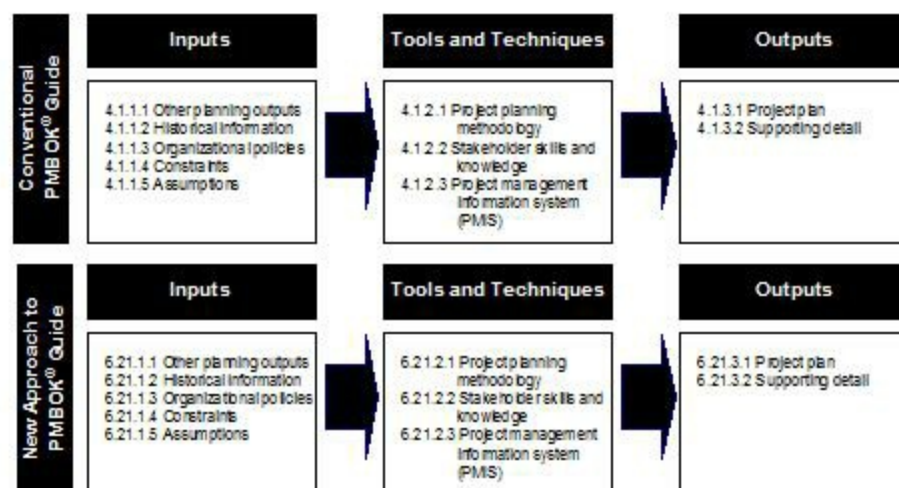 Conventional
PMBOK® Guide
Inputs
4.1.1.1 Other planning outputs
4.1.1.2 Historical information
4.1.1.3 Organizational policies
4.1.1.4 Constraints
4.1.1.5 Assumptions
Tools and Techniques
4.1.2.1 Project planning
methodology
4.1.2.2 Stakeholder skills and
knowledge
4.1.2.3 Project management
information system
(PMIS)
Outputs
4.1.3.1 Project plan
4.1.3.2 Supporting detail
New Approach to
PMBOK® Guide
Inputs
6.21.1.1 Other planning outputs
6.21.1.2 Historical information
6.21.1.3 Organizational policies
6.21.1.4 Constraints
6.21.1.5 Assumptions
Tools and Techniques
6.21.2.1 Project planning
methodology
6.21.2.2 Stakeholder skills and
knowledge
6.21.2.3 Project management
information system
(PMIS)
Outputs
6.21.3.1 Project plan
6.21.3.2 Supporting detail